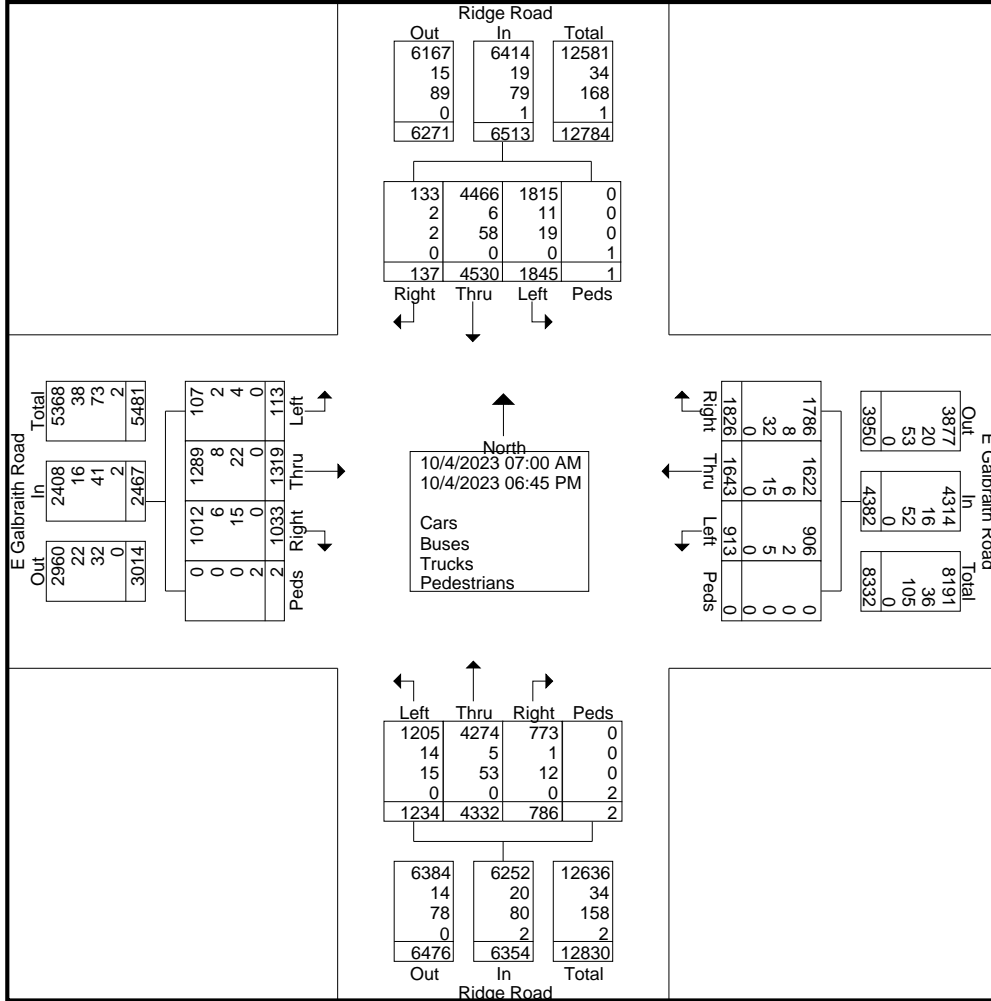 Ridge Road
Out In Total
6167 6414 12581
15 19 34
89 79 168
0 1 1
6271 6513 12784
133 4466 1815 0
2 6 11 0
2 58 19 0
0 0 0 1
137 4530 1845 1
Right Thru Left Peds
E Galbraith Road
Total
5368 38 73 2 5481
In
2408 16 41 2 2467
Out
2960 22 32 0 3014
107 2 4 0 113
Left
1289 8 22 0 1319
Thru
1012 6 15 0 1033
Right
0 0 0 2 2
Peds
North
10/4/2023 07:00 AM
10/4/2023 06:45 PM
Cars
Buses
Trucks
Pedestrians
Right
1826 0 32 8 1786
Thru
1643 0 15 6 1622
Left
913 0 5 2 906
Peds
0 0 0 0 0
E Galbraith Road
Out
3877 20 53 0 3950
In
4314 16 52 0 4382
Total
8191 36 105 0 8332
Left Thru Right Peds
1205 4274 773 0
14 5 1 0
15 53 12 0
0 0 0 2
1234 4332 786 2
6384 6252 12636
14 20 34
78 80 158
0 2 2
6476 6354 12830
Out In Total
Ridge Road